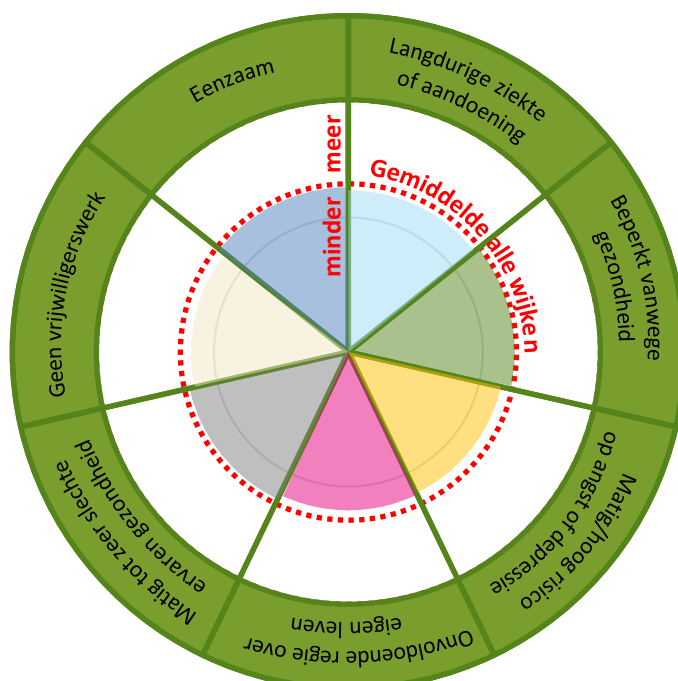 Langdurige ziekte
of aandoening
Beperkt vanwege
gezondheid
Matig/hoog risico
op angst of depressie
Onvoldoende regie over
eigen leven
Matig tot zeer slechte
ervaren gezondheid
Geen vrijwilligerswerk
Eenzaam
meer
minder
Gemiddelde alle wijken